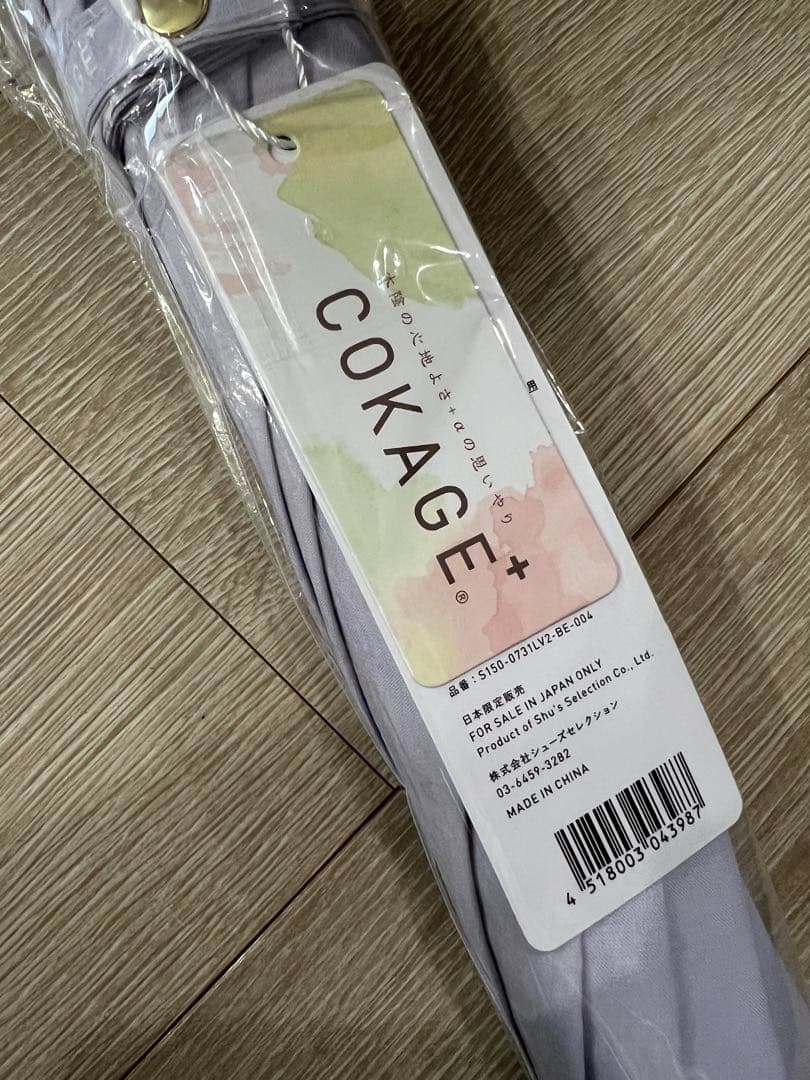 木陰の心地よさ+αの思いやり
COKAGE+®
用
品番：S150-0731LV2-BE-004
日本限定販売
FOR SALE IN JAPAN ONLY
Product of Shu's Selection Co., Ltd.
株式会社シューズセレクション
03-6459-3282
MADE IN CHINA
4 518003 043987